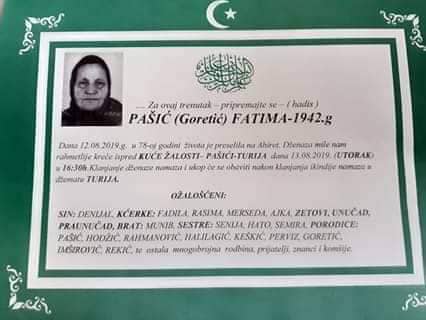 .... Za ovaj trenutak – pripremajte se – ( hadis )
PAŠIĆ (Goretić) FATIMA-1942.g
Dana 12.08.2019.g. u 78-oj godini života je preselila na Ahiret. Dženaza mile nam
rahmetlije kreće ispred KUĆE ŽALOSTI- PAŠIĆI-TURIJA dana 13.08.2019. (UTORAK)
u 16:30h.Klanjanje dženaze namaza i ukop će se obaviti nakon klanjanja ikindije namaza u
džematu TURIJA.
OŽALOŠĆENI:
SIN: DENIJAL, KĆERKE: FADILA, RASIMA, MERSEDA, AJKA, ZETOVI, UNUČAD,
PRAUNUČAD, BRAT: MUNIB, SESTRE: SENIJA, HATO, SEMIRA, PORODICE:
PAŠIĆ, HODŽIĆ, RAHMANOVIĆ, HALILAGIĆ, KEŠKIĆ, PERVIZ, GORETIĆ,
IMŠIROVIĆ, REKIĆ, te ostala mnogobrojna rodbina, prijatelji, znanci i komšije.